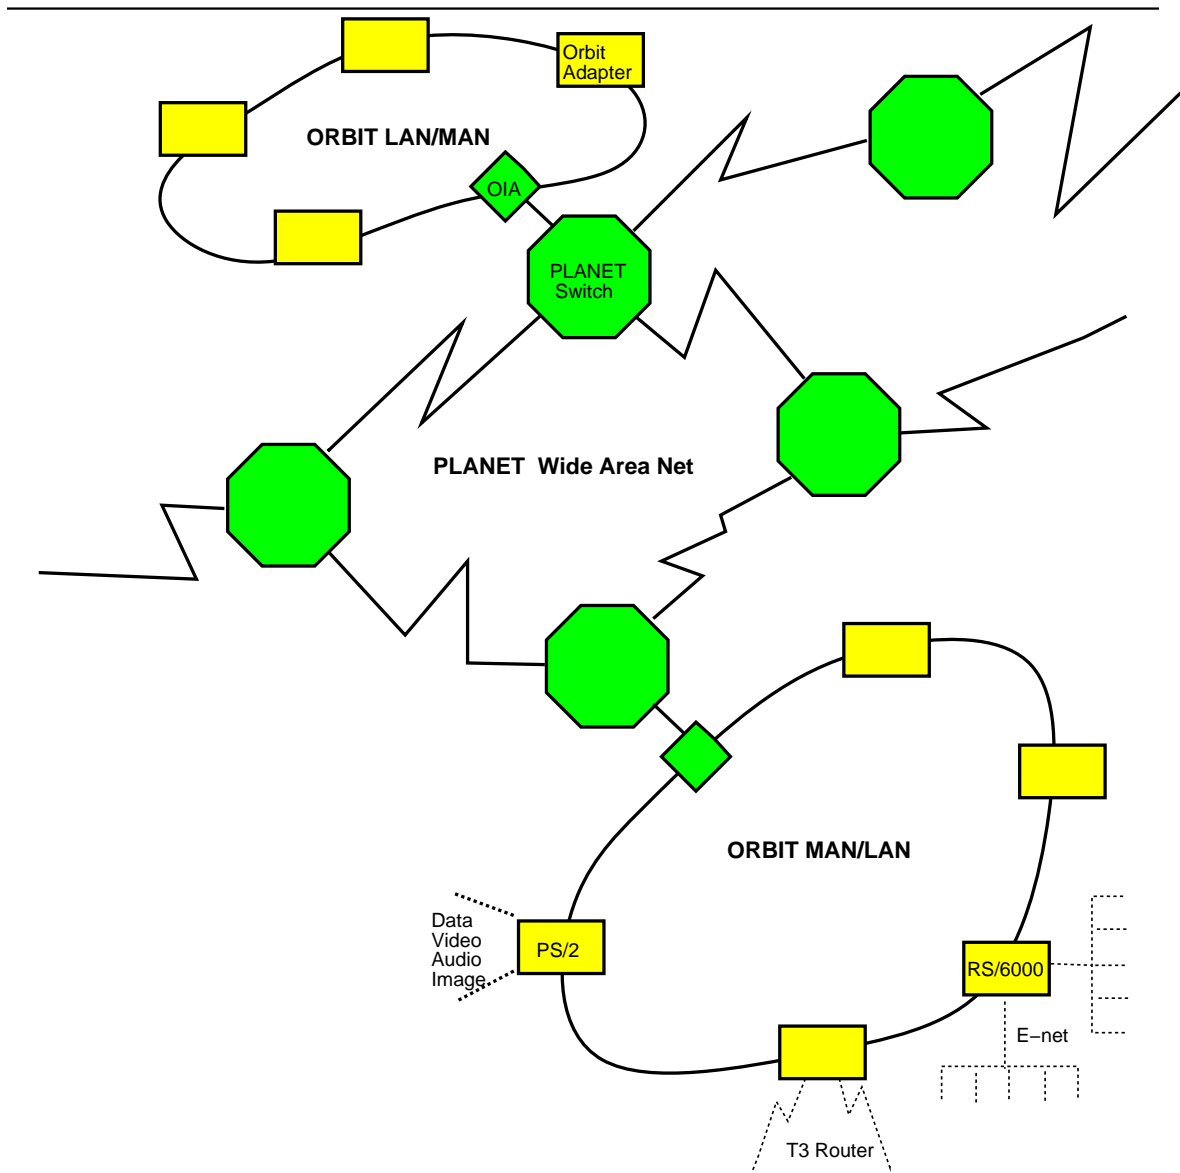 Orbit
Adapter
ORBIT LAN/MAN
OIA
PLANET
Switch
PLANET  Wide Area Net
ORBIT MAN/LAN
Data
Video
Audio
Image
PS/2
RS/6000
E−net
T3 Router